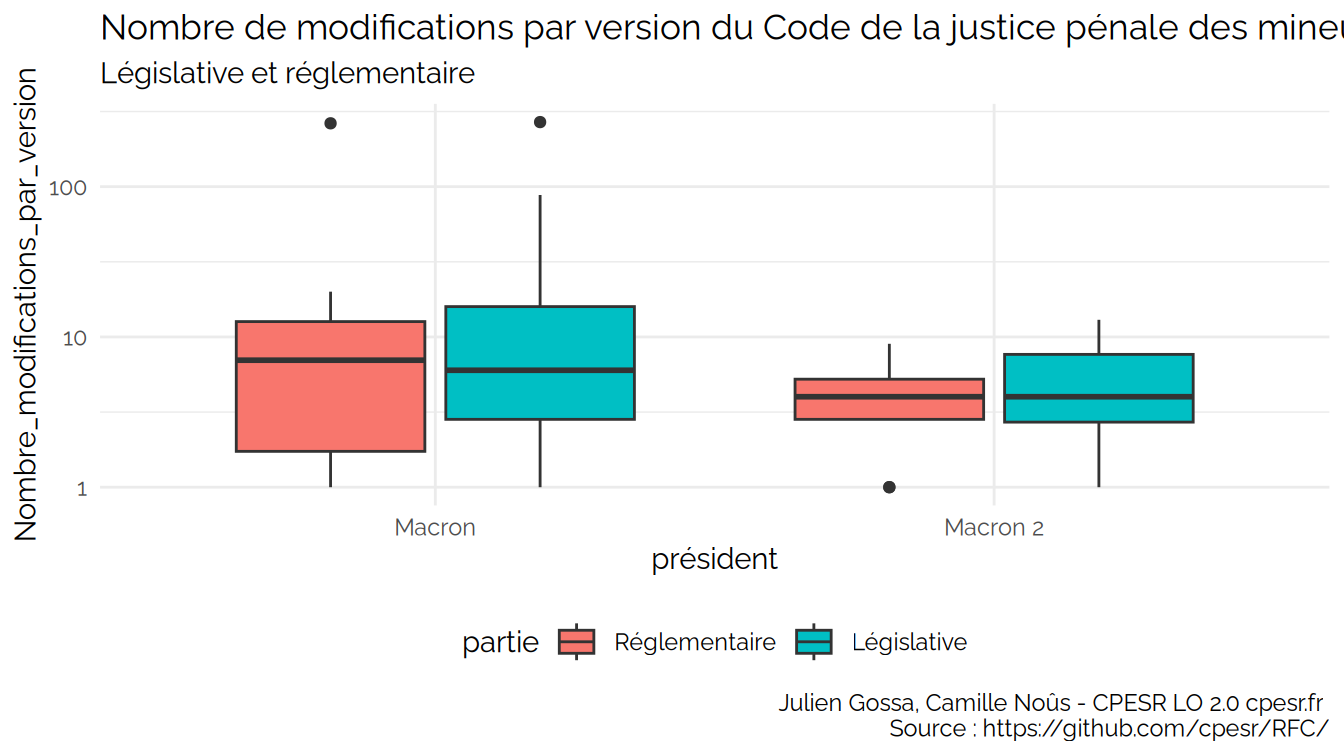 Nombre de modifications par version du Code de la justice pénale des mineu
Législative et réglementaire
Nombre_modifications_par_version
100
10
1
Macron
Macron 2
président
partie
Réglementaire
Législative
Julien Gossa, Camille Noûs - CPESR LO 2.0 cpesr.fr
Source : https://github.com/cpesr/RFC/